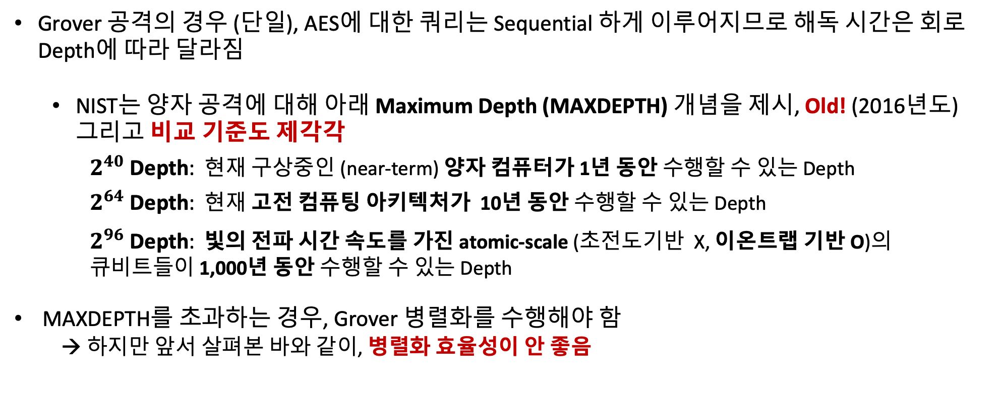 • Grover 공격의 경우 (단일), AES에 대한 쿼리는 Sequential 하게 이루어지므로 해독 시간은 회로
Depth에 따라 달라짐
• NIST는 양자 공격에 대해 아래 Maximum Depth (MAXDEPTH) 개념을 제시, Old! (2016년도)
그리고 비교 기준도 제각각
2⁴⁰ Depth: 현재 구상중인 (near-term) 양자 컴퓨터가 1년 동안 수행할 수 있는 Depth
2⁶⁴ Depth: 현재 고전 컴퓨팅 아키텍처가 10년 동안 수행할 수 있는 Depth
2⁹⁶ Depth: 빛의 전파 시간 속도를 가진 atomic-scale (초전도기반 X, 이온트랩 기반 O)의
큐비트들이 1,000년 동안 수행할 수 있는 Depth
• MAXDEPTH를 초과하는 경우, Grover 병렬화를 수행해야 함
→ 하지만 앞서 살펴본 바와 같이, 병렬화 효율성이 안 좋음